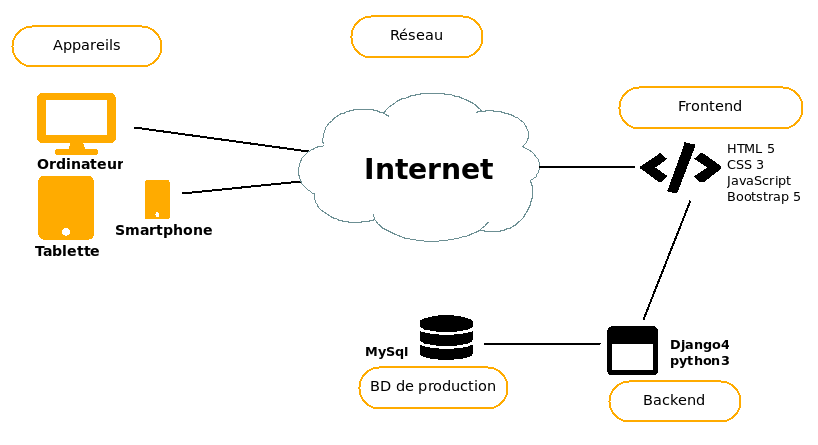 Appareils
Réseau
Frontend
Ordinateur
Tablette
Smartphone
Internet
HTML 5
CSS 3
JavaScript
Bootstrap 5
MySql
BD de production
Django4
python3
Backend